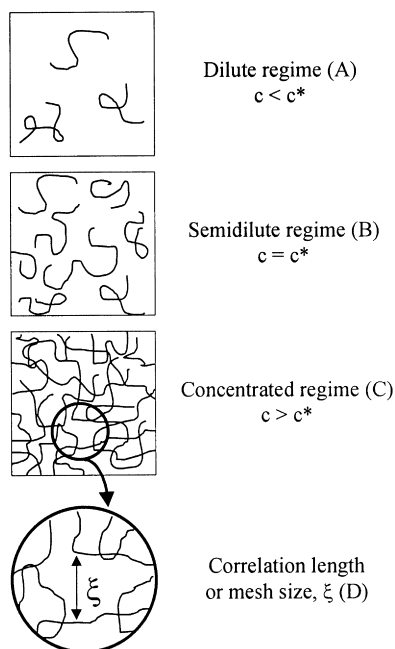 Dilute regime (A)
c < c*
Semidilute regime (B)
c = c*
Concentrated regime (C)
c > c*
ξ
Correlation length
or mesh size, ξ (D)